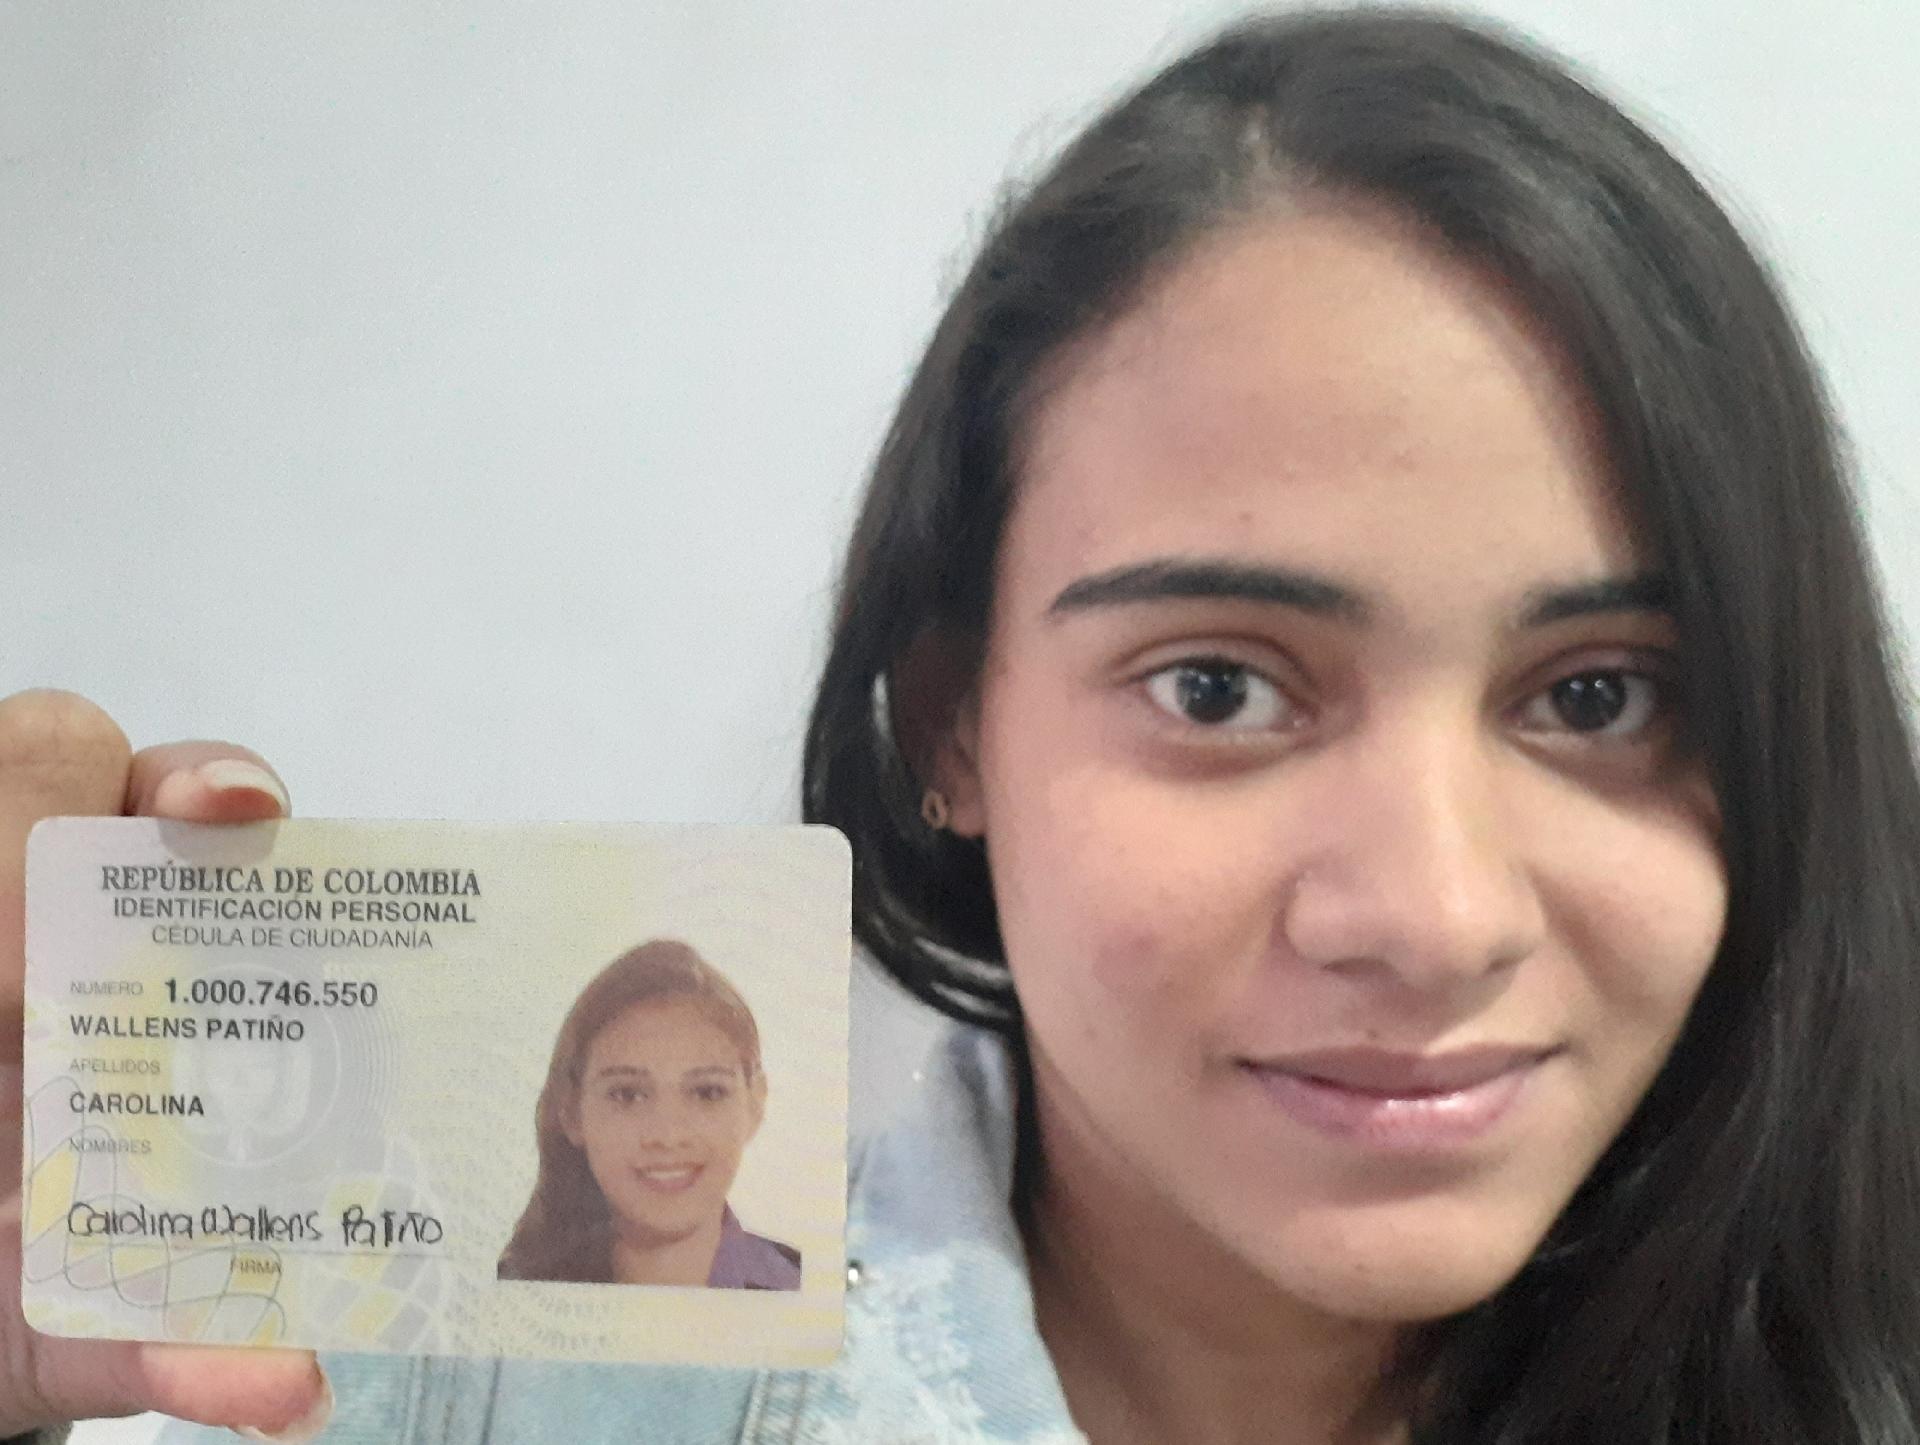 REPÚBLICA DE COLOMBIA
IDENTIFICACIÓN PERSONAL
CÉDULA DE CIUDADANÍA
NUMERO 1.000.746.550
WALLENS PATIÑO
APELLIDOS
CAROLINA
NOMBRES
Carolina Wallens Patiño
FIRMA